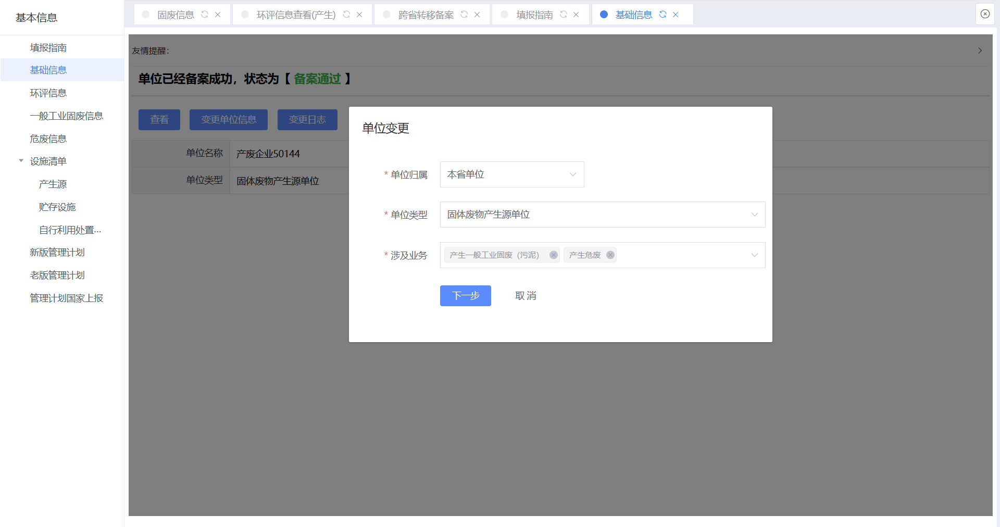 基本信息
填报指南
基础信息
环评信息
一般工业固废信息
危废信息
设施清单
产生源
贮存设施
自行利用处置...
新版管理计划
老版管理计划
管理计划国家上报
固废信息
环评信息查看(产生)
跨省转移备案
填报指南
基础信息
友情提醒：
单位已经备案成功，状态为【 备案通过 】
查看
变更单位信息
变更日志
单位名称 产废企业50144
单位类型 固体废物产生源单位
单位变更
* 单位归属 本省单位
* 单位类型 固体废物产生源单位
* 涉及业务 产生一般工业固废（污泥） 产生危废
下一步
取 消